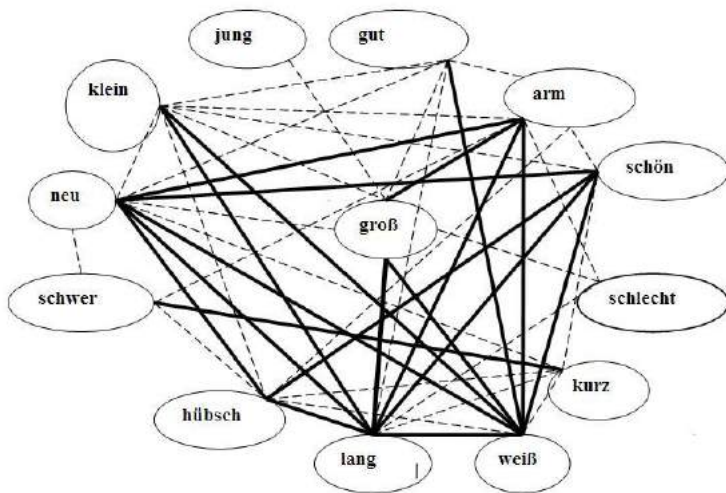 jung
gut
klein
arm
schön
neu
groß
schwer
schlecht
kurz
hübsch
lang
weiß